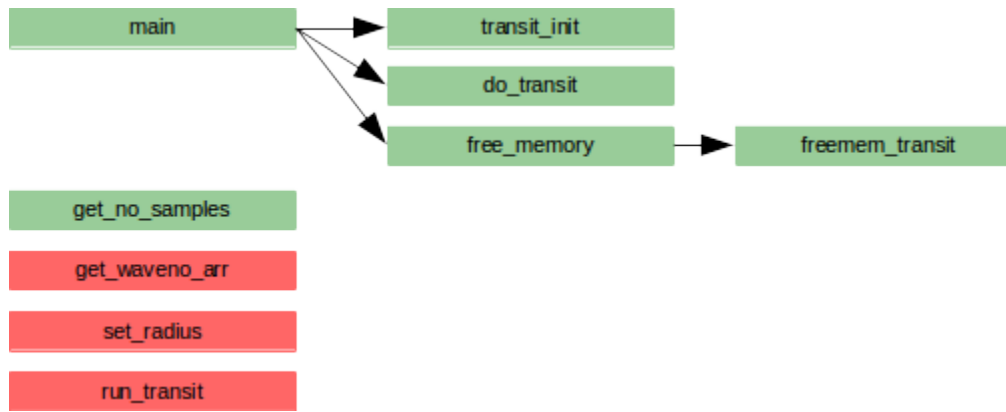 main
transit_init
do_transit
free_memory
freemem_transit
get_no_samples
get_waveno_arr
set_radius
run_transit